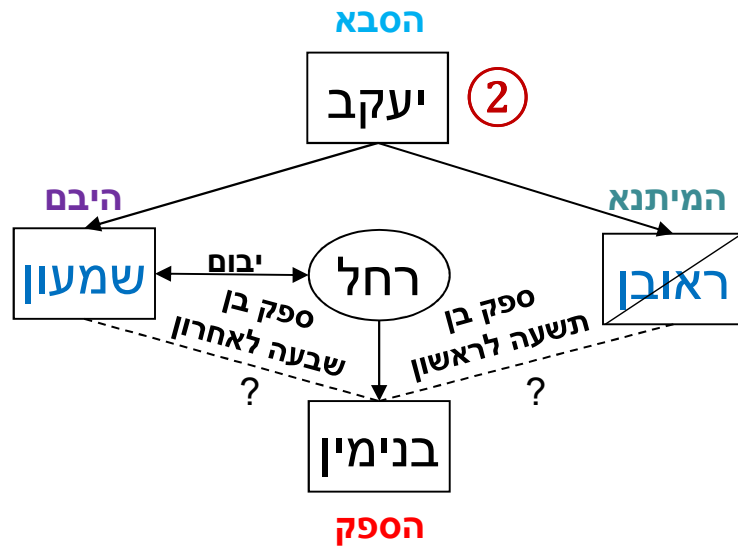 הסבא
יעקב
2
המיתנא
היבם
ראובן
רחל
יבום
שמעון
ספק בן
תשעה לראשון
?
ספק בן
שבעה לאחרון
?
בנימין
הספק